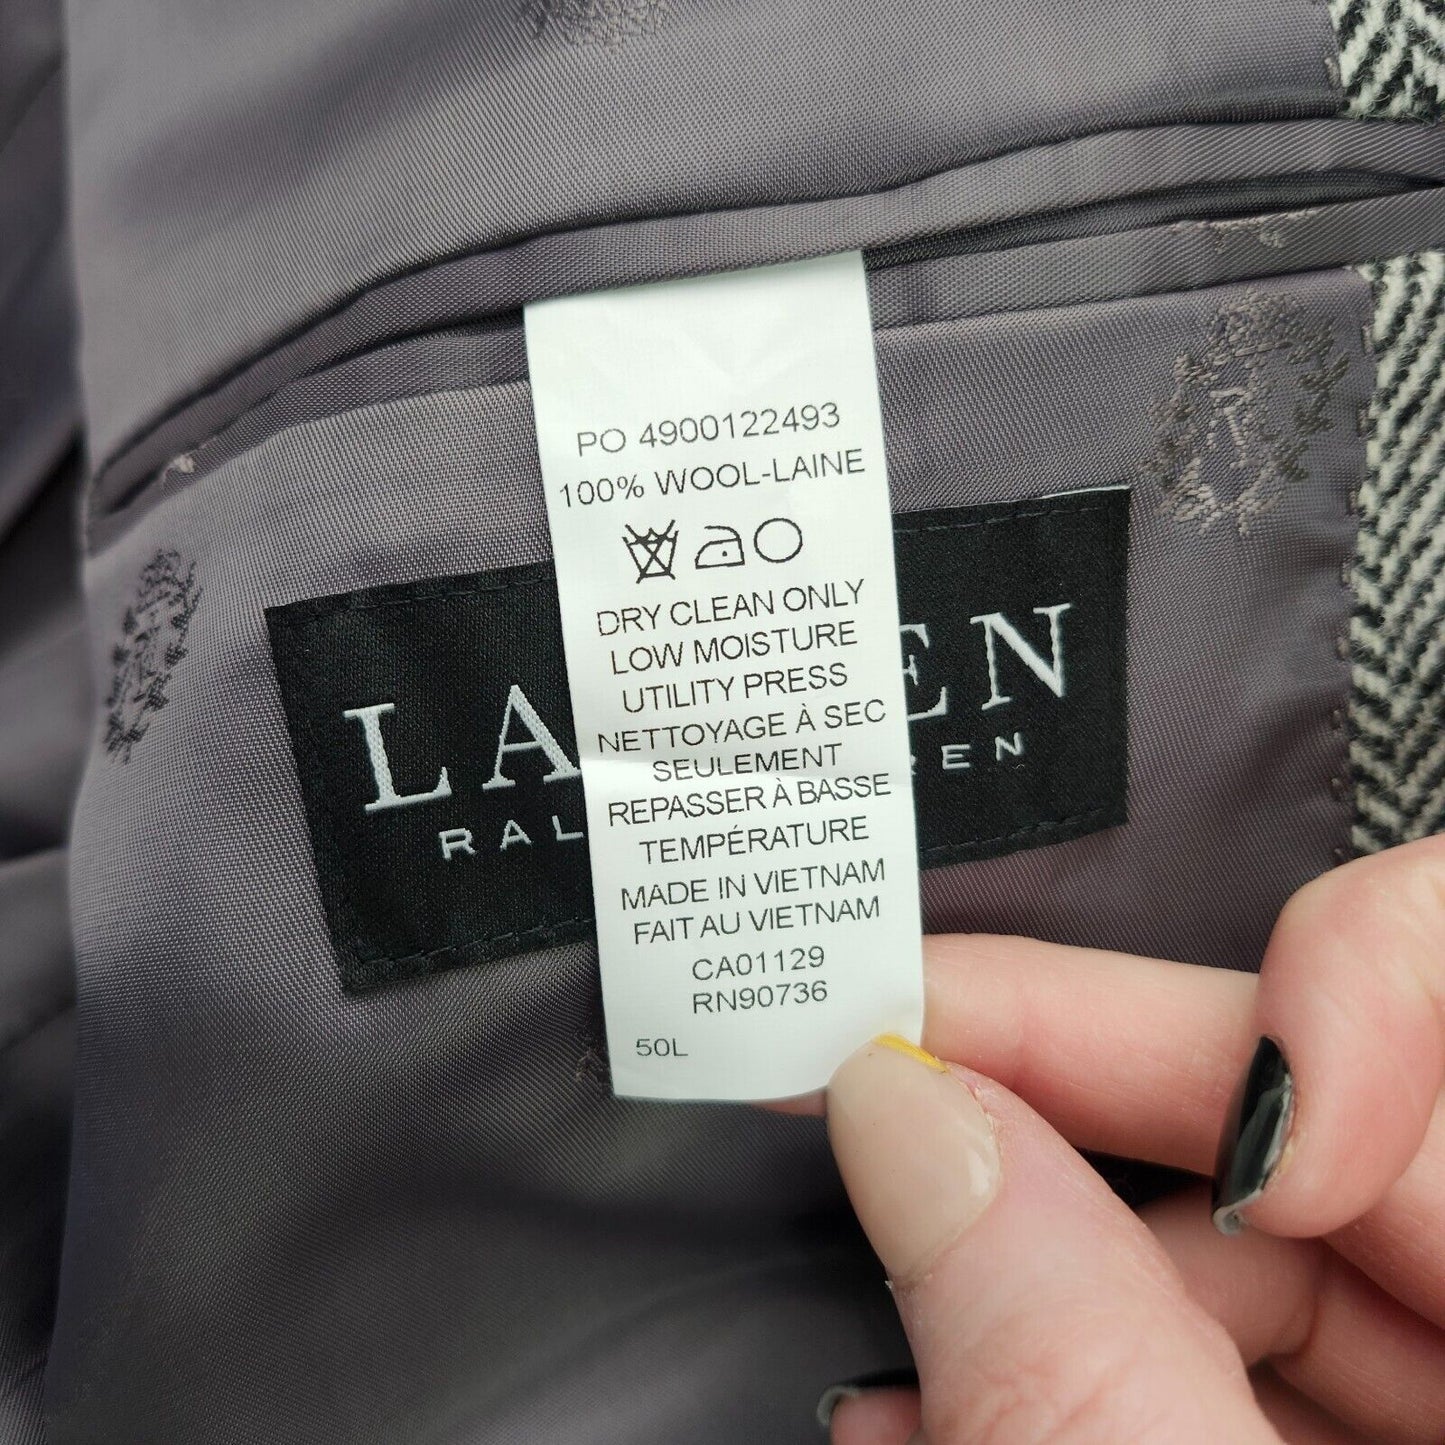 PO 4900122493
100% WOOL-LAINE
DRY CLEAN ONLY
LOW MOISTURE
UTILITY PRESS
NETTOYAGE À SEC
SEULEMENT
REPASSER À BASSE
TEMPÉRATURE
MADE IN VIETNAM
FAIT AU VIETNAM
CA01129
RN90736
50L